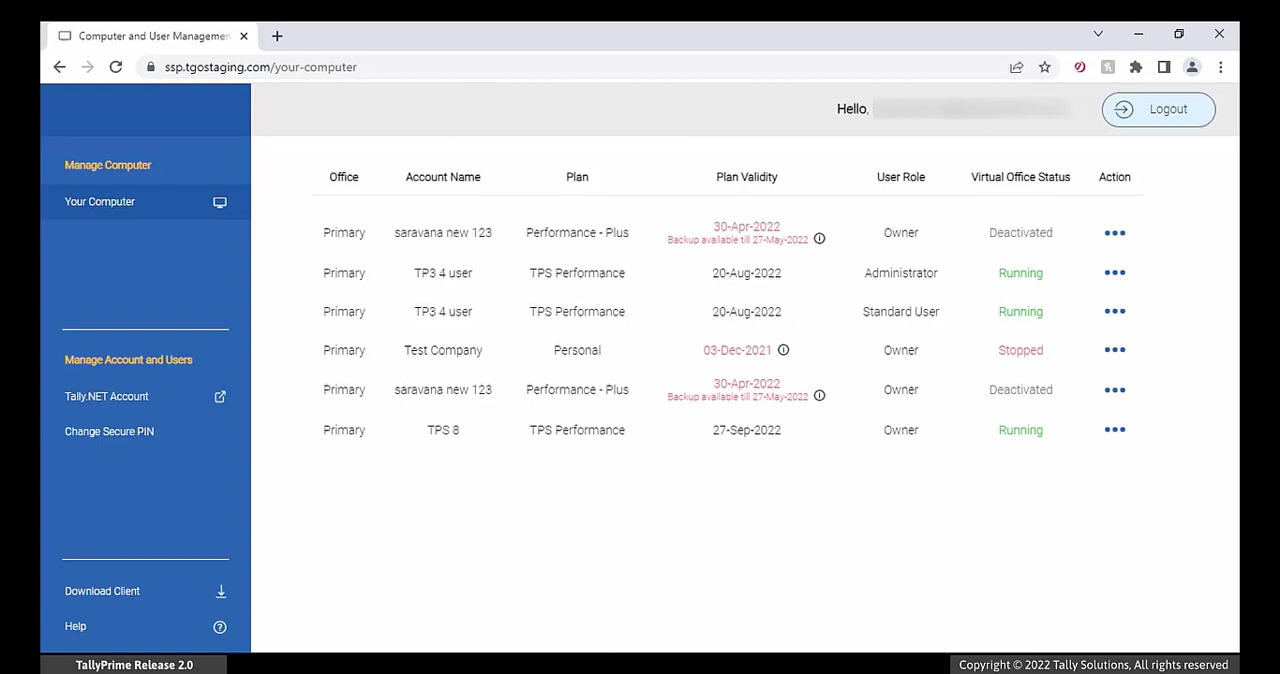 Computer and User Managemen
ssp.tgostaging.com/your-computer
Hello,
Logout
Manage Computer
Your Computer
Manage Account and Users
Tally.NET Account
Change Secure PIN
Download Client
Help
Office Account Name Plan Plan Validity User Role Virtual Office Status Action
Primary saravana new 123 Performance - Plus 30-Apr-2022 Owner Deactivated
Backup available till 27-May-2022
Primary TP3 4 user TPS Performance 20-Aug-2022 Administrator Running
Primary TP3 4 user TPS Performance 20-Aug-2022 Standard User Running
Primary Test Company Personal 03-Dec-2021 Owner Stopped
Primary saravana new 123 Performance - Plus 30-Apr-2022 Owner Deactivated
Backup available till 27-May-2022
Primary TPS 8 TPS Performance 27-Sep-2022 Owner Running
TallyPrime Release 2.0
Copyright © 2022 Tally Solutions, All rights reserved